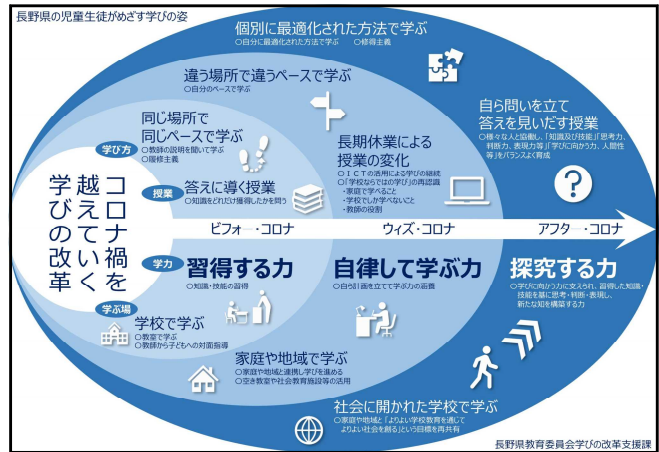 長野県の児童生徒がめざす学びの姿
個別に最適化された方法で学ぶ
○自分に最適化された方法で学ぶ ○修得主義
違う場所で違うペースで学ぶ
○自分のペースで学ぶ
同じ場所で
同じペースで学ぶ
○教師の説明を聞いて学ぶ
○履修主義
学び方
自ら問いを立て
答えを見いだす授業
○様々な人と協働し、「知識及び技能」「思考力、
判断力、表現力等」「学びに向かう力、人間性
等」をバランスよく育成
長期休業による
授業の変化
○ICTの活用による学びの継続
○「学校ならではの学び」の再認識
・家庭で学べること
・学校でしか学べないこと
・教師の役割
授業
答えに導く授業
○知識をどれだけ獲得したかを問う
コロナ禍を
越えていく
学びの改革
ビフォー・コロナ
ウィズ・コロナ
アフター・コロナ
学力
習得する力
○知識・技能の習得
自律して学ぶ力
○自ら計画を立てて学ぶ力の涵養
探究する力
○学びに向かう力に支えられ、習得した知識・
技能を基に思考・判断・表現し、
新たな知を構築する力
学ぶ場
学校で学ぶ
○教室で学ぶ
○教師から子どもへの対面指導
家庭や地域で学ぶ
○家庭や地域と連携し学びを進める
○空き教室や社会教育施設等の活用
社会に開かれた学校で学ぶ
○家庭や地域と「よりよい学校教育を通じて
よりよい社会を創る」という目標を再共有
長野県教育委員会学びの改革支援課